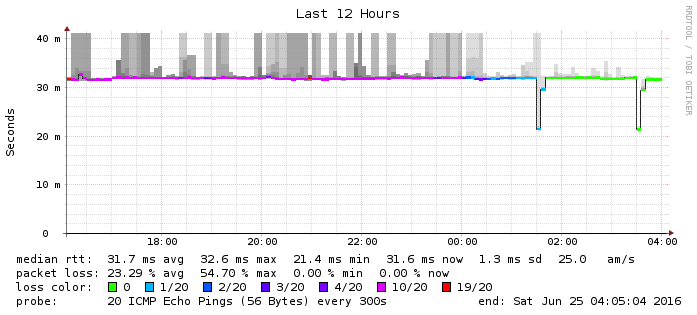 Last 12 Hours
RRDTOOL / TOBI OETIKER
Seconds
40 m
30 m
20 m
10 m
0
18:00 20:00 22:00 00:00 02:00 04:00
median rtt: 31.7 ms avg 32.6 ms max 21.4 ms min 31.6 ms now 1.3 ms sd 25.0 am/s
packet loss: 23.29 % avg 54.70 % max 0.00 % min 0.00 % now
loss color: 0 1/20 2/20 3/20 4/20 10/20 19/20
probe: 20 ICMP Echo Pings (56 Bytes) every 300s end: Sat Jun 25 04:05:04 2016